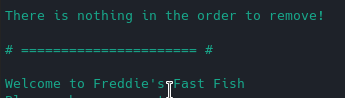 There is nothing in the order to remove!
# ====================== #
Welcome to Freddie's Fast Fish